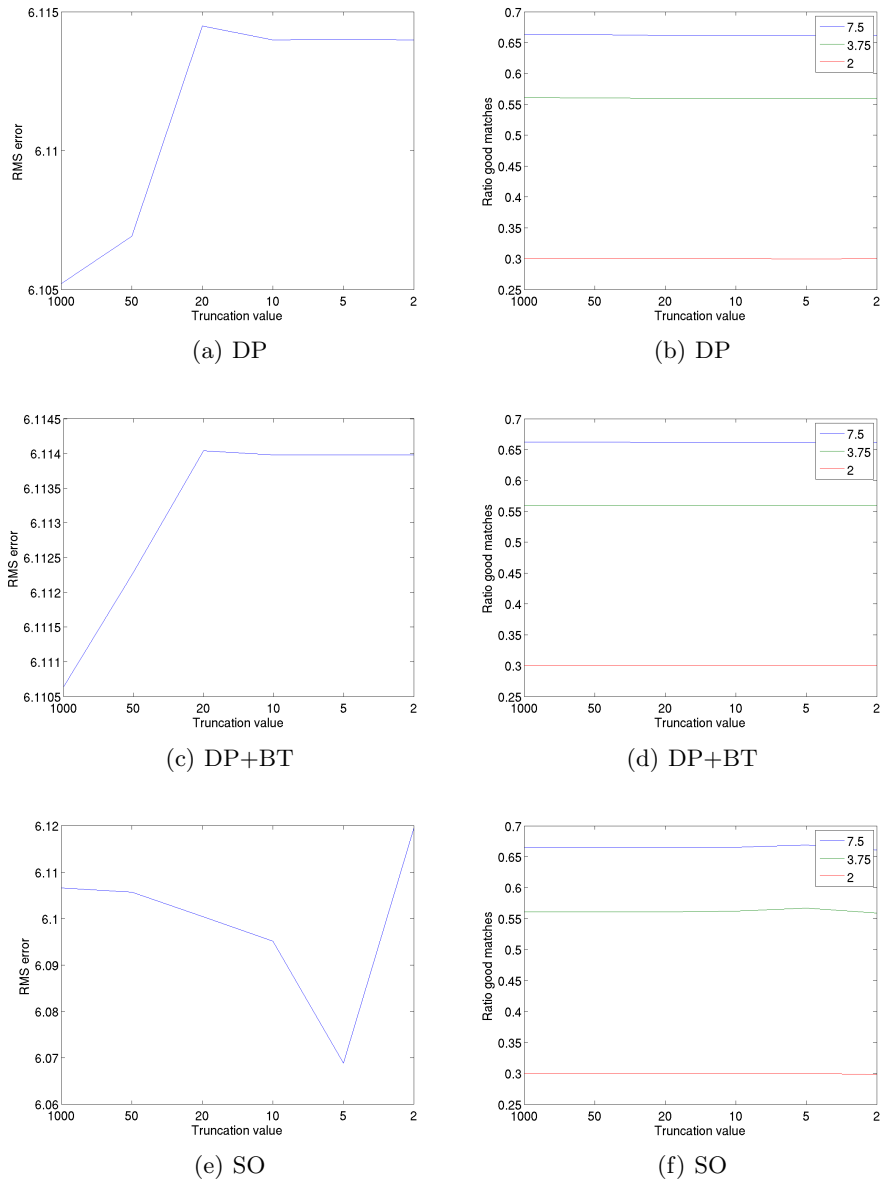 6.115
6.11
6.105
RMS error
1000 50 20 10 5 2
Truncation value
(a) DP
0.7
0.65
0.6
0.55
0.5
0.45
0.4
0.35
0.3
0.25
Ratio good matches
7.5
3.75
2
1000 50 20 10 5 2
Truncation value
(b) DP
6.1145
6.114
6.1135
6.113
6.1125
6.112
6.1115
6.111
6.1105
RMS error
1000 50 20 10 5 2
Truncation value
(c) DP+BT
0.7
0.65
0.6
0.55
0.5
0.45
0.4
0.35
0.3
0.25
Ratio good matches
7.5
3.75
2
1000 50 20 10 5 2
Truncation value
(d) DP+BT
6.12
6.11
6.1
6.09
6.08
6.07
6.06
RMS error
1000 50 20 10 5 2
Truncation value
(e) SO
0.7
0.65
0.6
0.55
0.5
0.45
0.4
0.35
0.3
0.25
Ratio good matches
7.5
3.75
2
1000 50 20 10 5 2
Truncation value
(f) SO